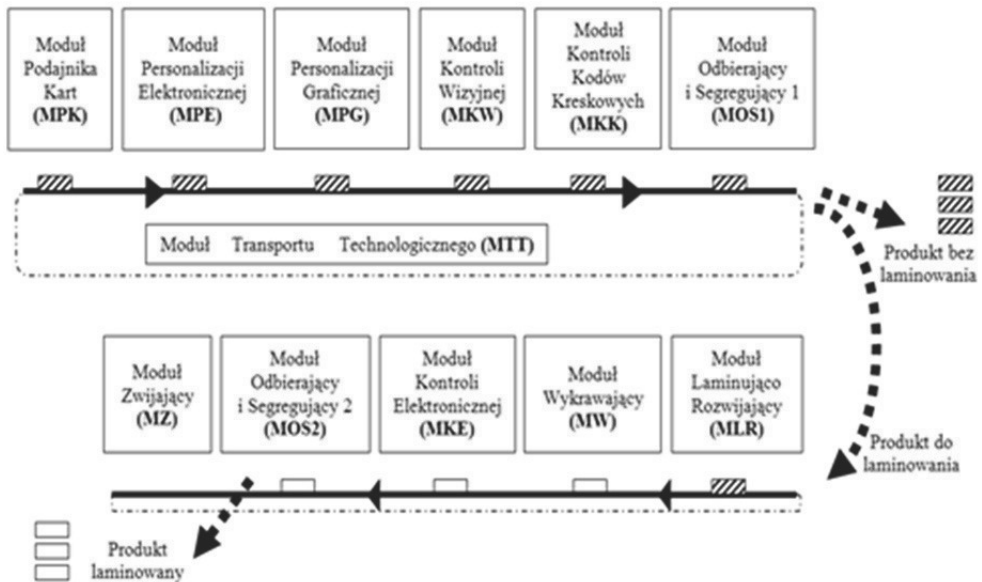 Moduł
Podajnika
Kart
(MPK)
Moduł
Personalizacji
Elektronicznej
(MPE)
Moduł
Personalizacji
Graficznej
(MPG)
Moduł
Kontroli
Wizyjnej
(MKW)
Moduł
Kontroli
Kodów
Kreskowych
(MKK)
Moduł
Odbierający
i Segregujący 1
(MOS1)
Moduł Transportu Technologicznego (MTT)
Produkt bez
laminowania
Moduł
Zwijający
(MZ)
Moduł
Odbierający
i Segregujący 2
(MOS2)
Moduł
Kontroli
Elektronicznej
(MKE)
Moduł
Wykrawający
(MW)
Moduł
Laminująco
Rozwijający
(MLR)
Produkt do
laminowania
Produkt
laminowany